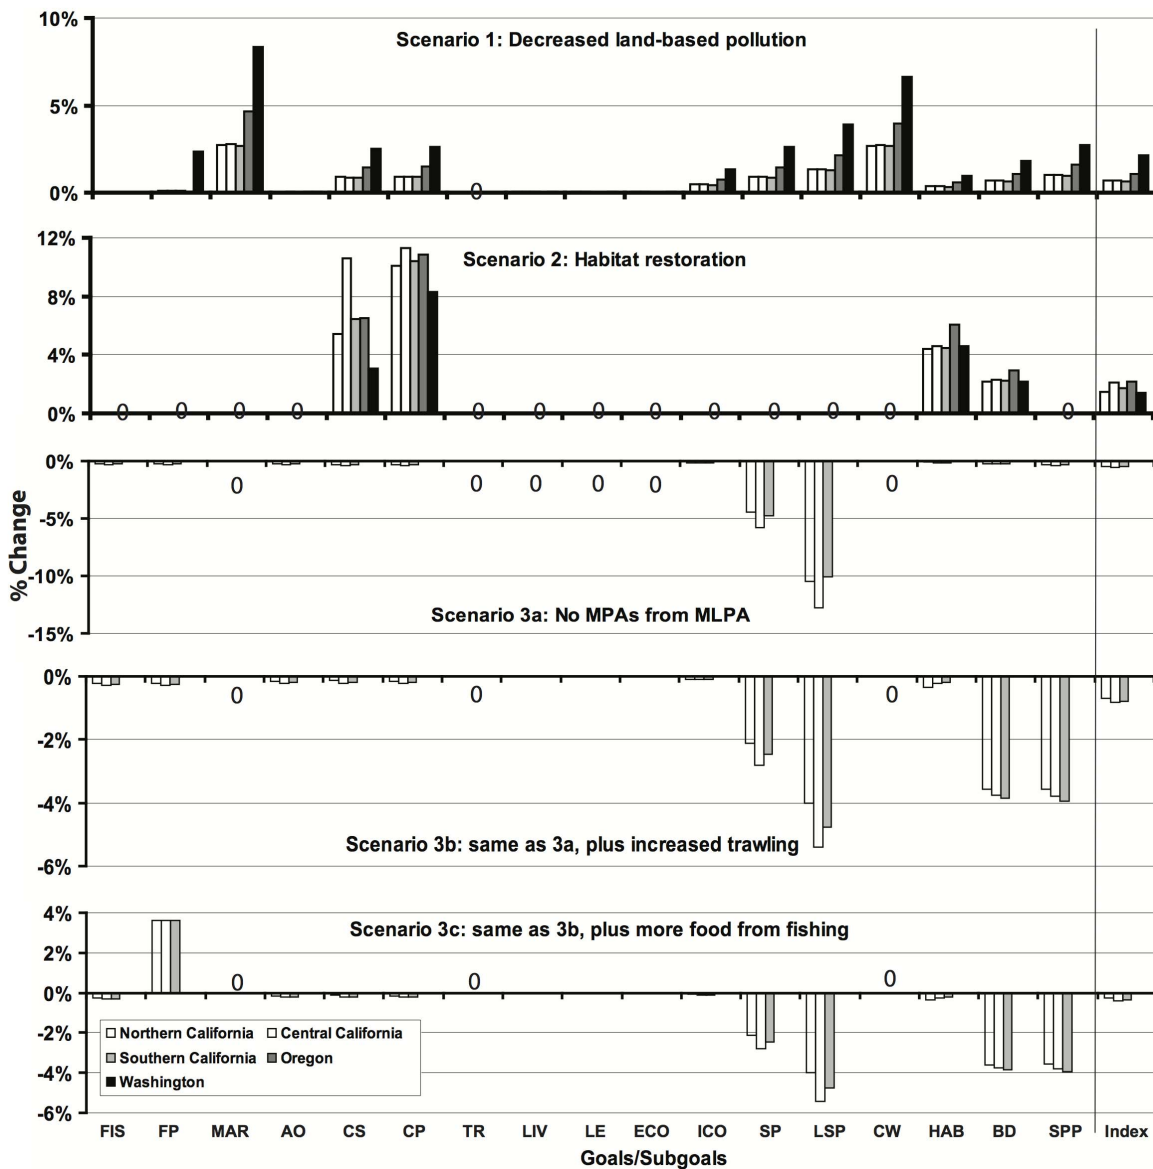 10%
Scenario 1: Decreased land-based pollution
5%
0%
0
12%
Scenario 2: Habitat restoration
8%
4%
0%
0 0 0 0 0 0 0 0 0 0 0 0 0
0%
0 0 0 0 0 0
-5%
% Change
-10%
Scenario 3a: No MPAs from MLPA
-15%
0%
0 0 0
-2%
-4%
Scenario 3b: same as 3a, plus increased trawling
-6%
4%
Scenario 3c: same as 3b, plus more food from fishing
2%
0 0 0
0%
Northern California Central California
-2%
Southern California Oregon
-4%
Washington
-6%
FIS FP MAR AO CS CP TR LIV LE ECO ICO SP LSP CW HAB BD SPP Index
Goals/Subgoals